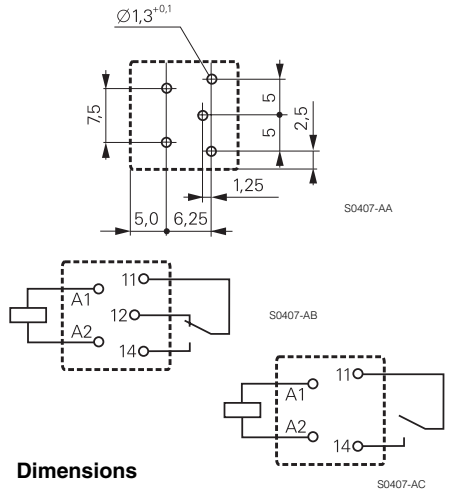 Ø1,3+0,1
7,5
5
5
2,5
1,25
5,0
6,25
S0407-AA
11
A1
12
A2
14
S0407-AB
11
A1
A2
14
Dimensions
S0407-AC